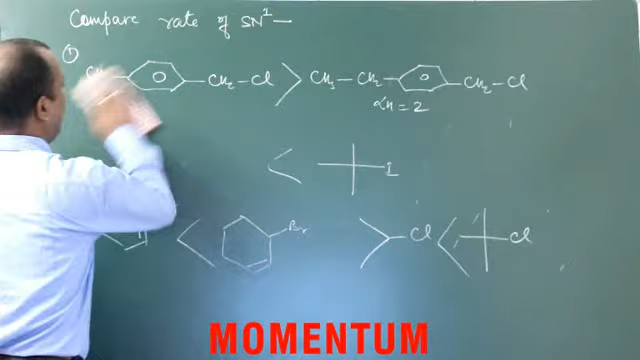 Compare rate of SN1—
① CH₂—Cl > CH₃—CH₂— —CH₂—Cl
αH = 2
< I
< Br > Cl < Cl
MOMENTUM